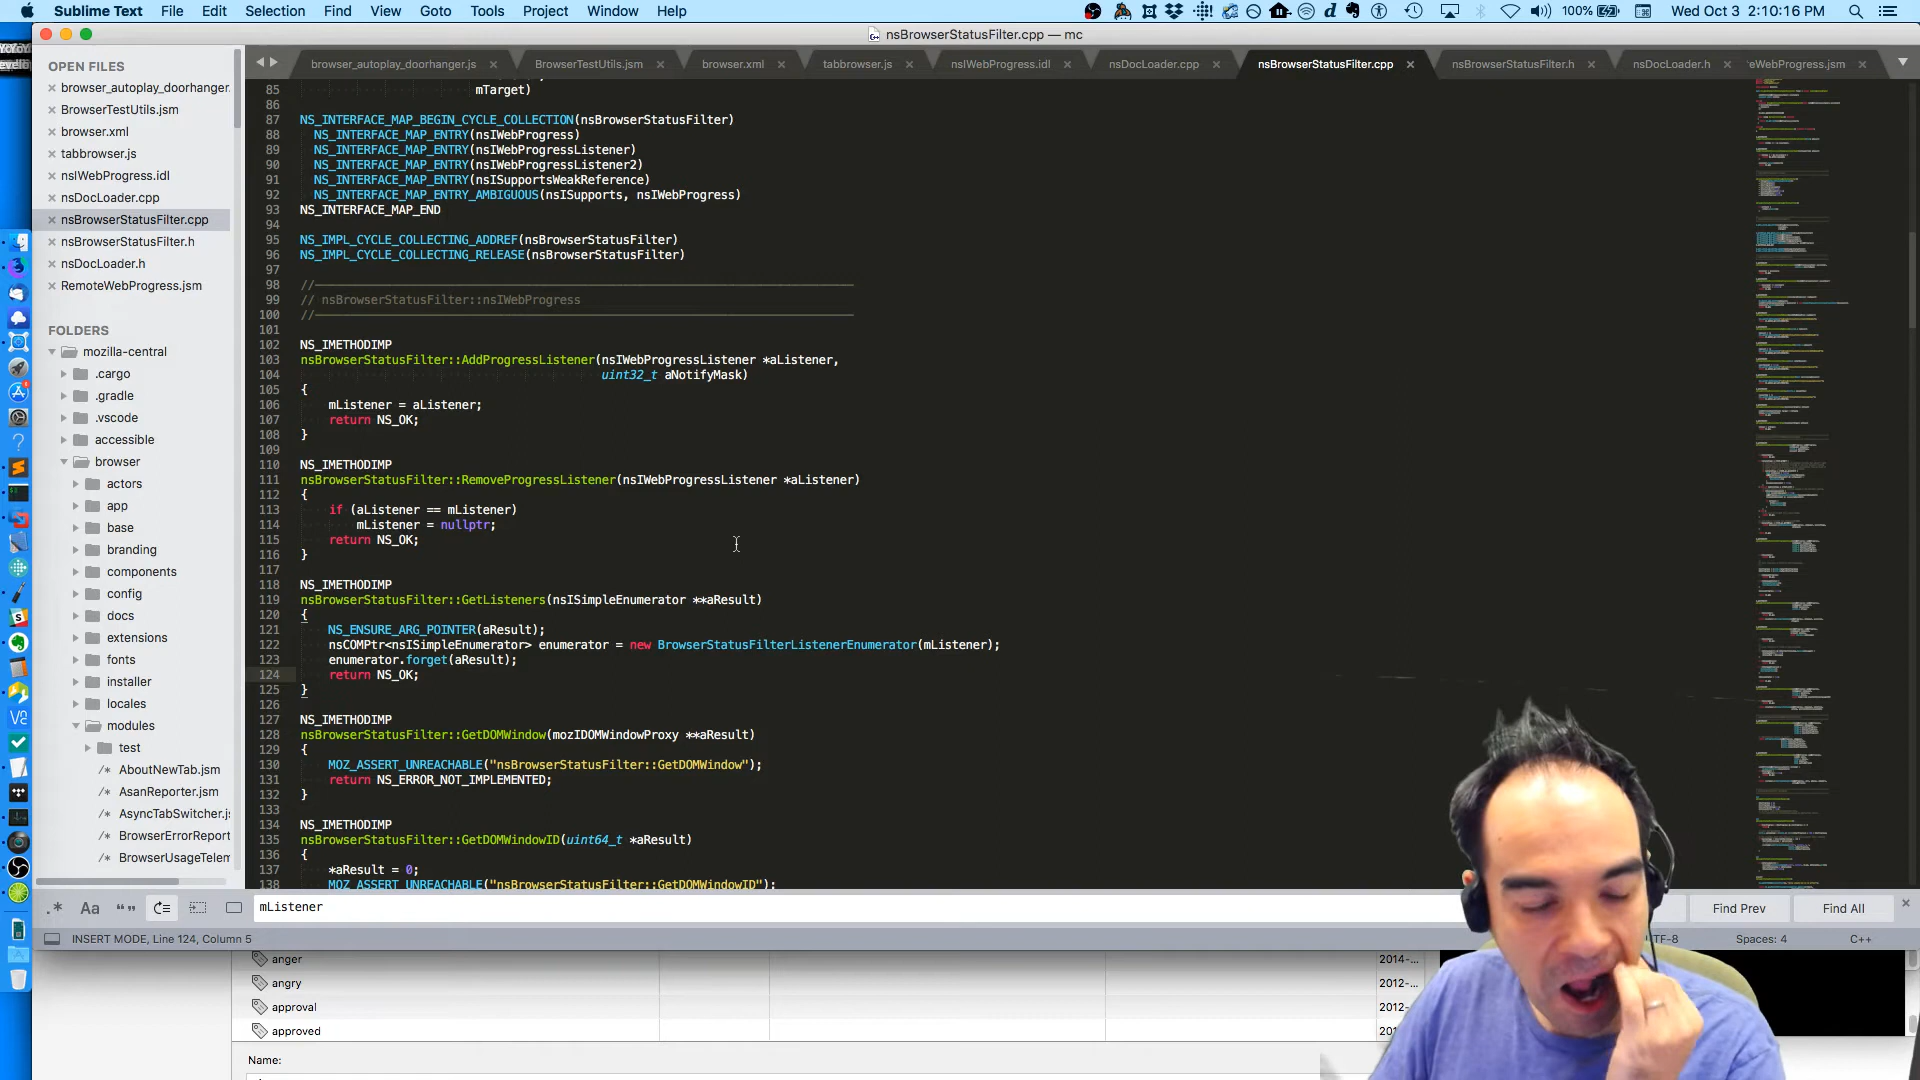 Sublime Text File Edit Selection Find View Goto Tools Project Window Help 100% Wed Oct 3 2:10:16 PM
nsBrowserStatusFilter.cpp — mc
OPEN FILES
browser_autoplay_doorhanger.
BrowserTestUtils.jsm
browser.xml
tabbrowser.js
nsIWebProgress.idl
nsDocLoader.cpp
nsBrowserStatusFilter.cpp
nsBrowserStatusFilter.h
nsDocLoader.h
RemoteWebProgress.jsm
FOLDERS
mozilla-central
.cargo
.gradle
.vscode
accessible
browser
actors
app
base
branding
components
config
docs
extensions
fonts
installer
locales
modules
test
/* AboutNewTab.jsm
/* AsanReporter.jsm
/* AsyncTabSwitcher.js
/* BrowserErrorReport
/* BrowserUsageTelem
browser_autoplay_doorhanger.js BrowserTestUtils.jsm browser.xml tabbrowser.js nsIWebProgress.idl nsDocLoader.cpp nsBrowserStatusFilter.cpp nsBrowserStatusFilter.h nsDocLoader.h eWebProgress.jsm
85 mTarget)
86
87 NS_INTERFACE_MAP_BEGIN_CYCLE_COLLECTION(nsBrowserStatusFilter)
88 NS_INTERFACE_MAP_ENTRY(nsIWebProgress)
89 NS_INTERFACE_MAP_ENTRY(nsIWebProgressListener)
90 NS_INTERFACE_MAP_ENTRY(nsIWebProgressListener2)
91 NS_INTERFACE_MAP_ENTRY(nsISupportsWeakReference)
92 NS_INTERFACE_MAP_ENTRY_AMBIGUOUS(nsISupports, nsIWebProgress)
93 NS_INTERFACE_MAP_END
94
95 NS_IMPL_CYCLE_COLLECTING_ADDREF(nsBrowserStatusFilter)
96 NS_IMPL_CYCLE_COLLECTING_RELEASE(nsBrowserStatusFilter)
97
98 //-----------------------------------------------------------------------------
99 // nsBrowserStatusFilter::nsIWebProgress
100 //-----------------------------------------------------------------------------
101
102 NS_IMETHODIMP
103 nsBrowserStatusFilter::AddProgressListener(nsIWebProgressListener *aListener,
104 uint32_t aNotifyMask)
105 {
106 mListener = aListener;
107 return NS_OK;
108 }
109
110 NS_IMETHODIMP
111 nsBrowserStatusFilter::RemoveProgressListener(nsIWebProgressListener *aListener)
112 {
113 if (aListener == mListener)
114 mListener = nullptr;
115 return NS_OK;
116 }
117
118 NS_IMETHODIMP
119 nsBrowserStatusFilter::GetListeners(nsISimpleEnumerator **aResult)
120 {
121 NS_ENSURE_ARG_POINTER(aResult);
122 nsCOMPtr<nsISimpleEnumerator> enumerator = new BrowserStatusFilterListenerEnumerator(mListener);
123 enumerator.forget(aResult);
124 return NS_OK;
125 }
126
127 NS_IMETHODIMP
128 nsBrowserStatusFilter::GetDOMWindow(mozIDOMWindowProxy **aResult)
129 {
130 MOZ_ASSERT_UNREACHABLE("nsBrowserStatusFilter::GetDOMWindow");
131 return NS_ERROR_NOT_IMPLEMENTED;
132 }
133
134 NS_IMETHODIMP
135 nsBrowserStatusFilter::GetDOMWindowID(uint64_t *aResult)
136 {
137 *aResult = 0;
138 MOZ_ASSERT_UNREACHABLE("nsBrowserStatusFilter::GetDOMWindowID");
.* Aa “” mListener Find Prev Find All
INSERT MODE, Line 124, Column 5 UTF-8 Spaces: 4 C++
anger 2014-...
angry 2012-...
approval 2012-...
approved
Name: